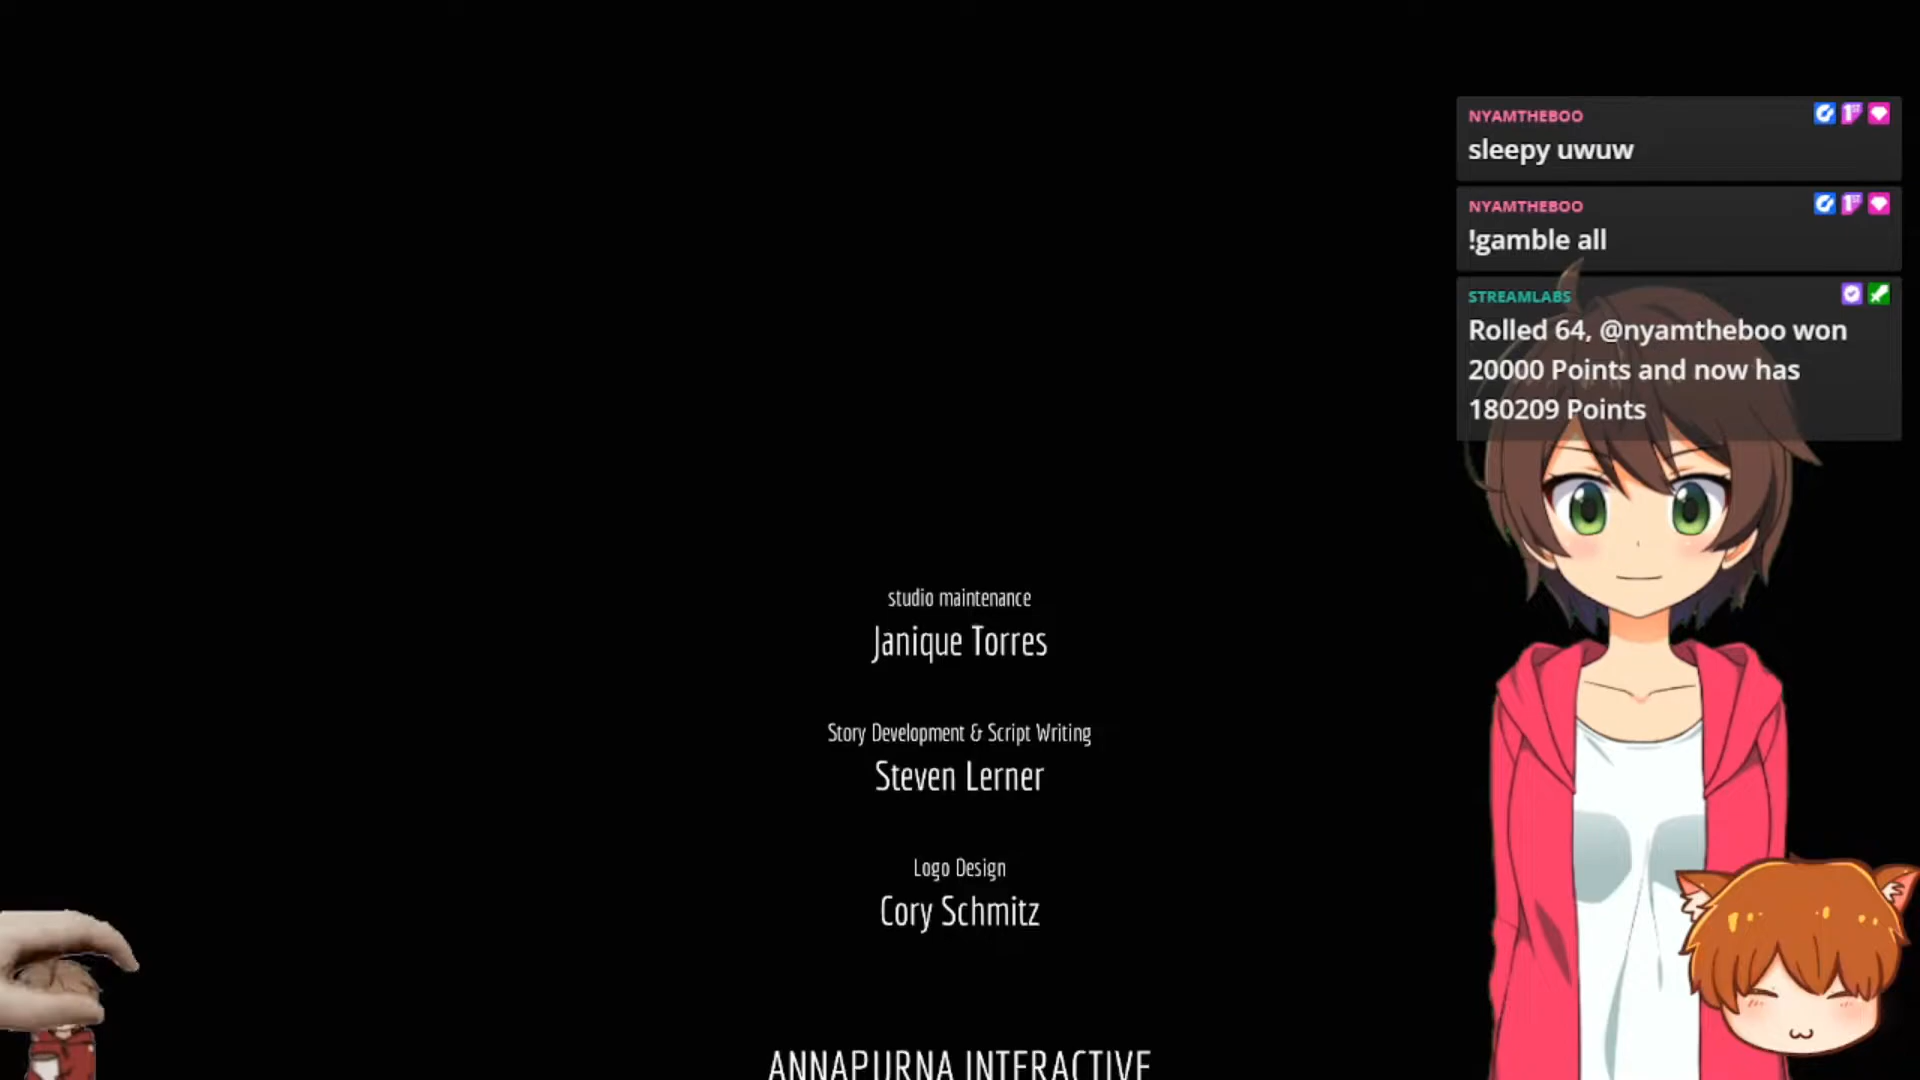 NYAMTHEBOO
sleepy uwuw
NYAMTHEBOO
!gamble all
STREAMLABS
Rolled 64, @nyamtheboo won
20000 Points and now has
180209 Points
studio maintenance
Janique Torres
Story Development & Script Writing
Steven Lerner
Logo Design
Cory Schmitz
ANNAPURNA INTERACTIVE